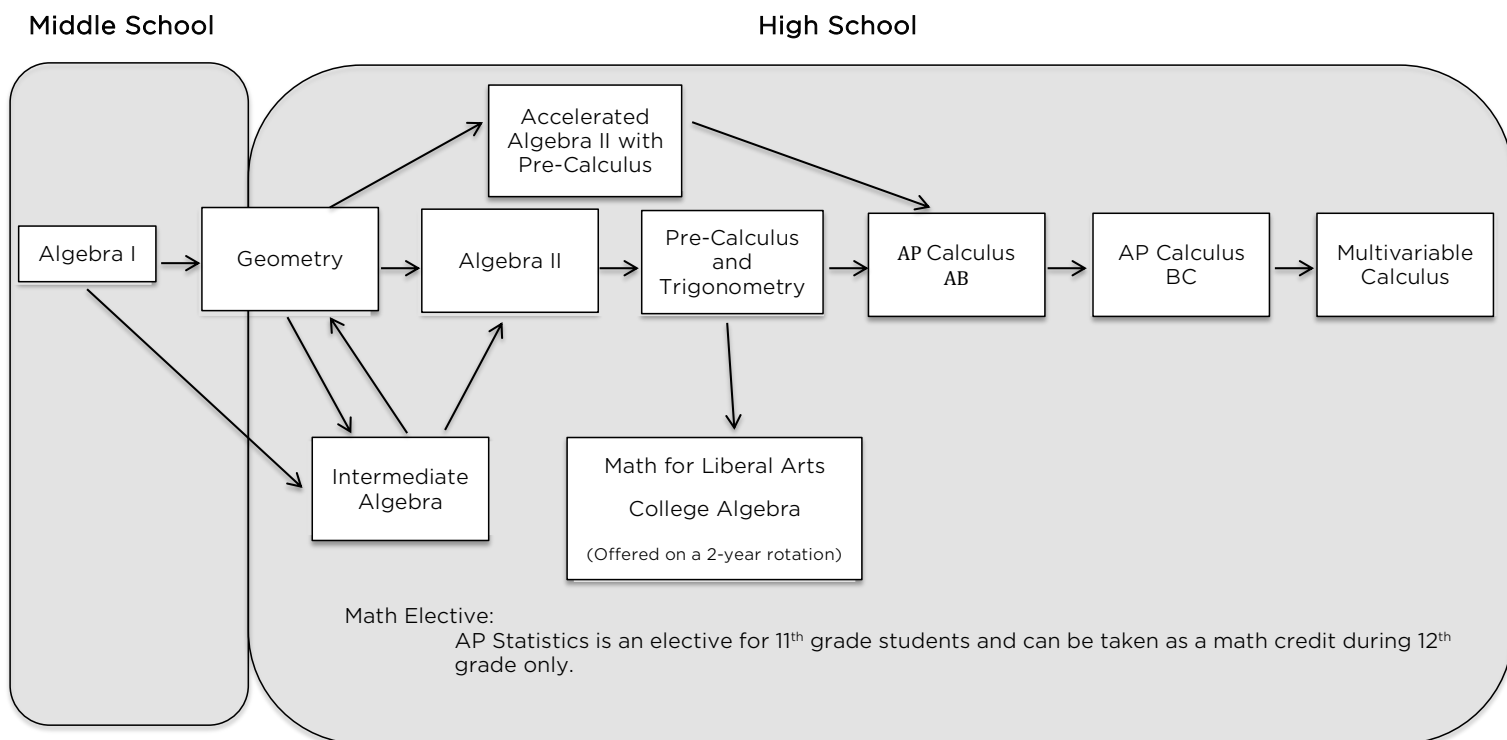 Middle School
High School
Accelerated
Algebra II with
Pre-Calculus
Algebra I
Geometry
Algebra II
Pre-Calculus
and
Trigonometry
AP Calculus
AB
AP Calculus
BC
Multivariable
Calculus
Intermediate
Algebra
Math for Liberal Arts
College Algebra
(Offered on a 2-year rotation)
Math Elective:
AP Statistics is an elective for 11th grade students and can be taken as a math credit during 12th
grade only.